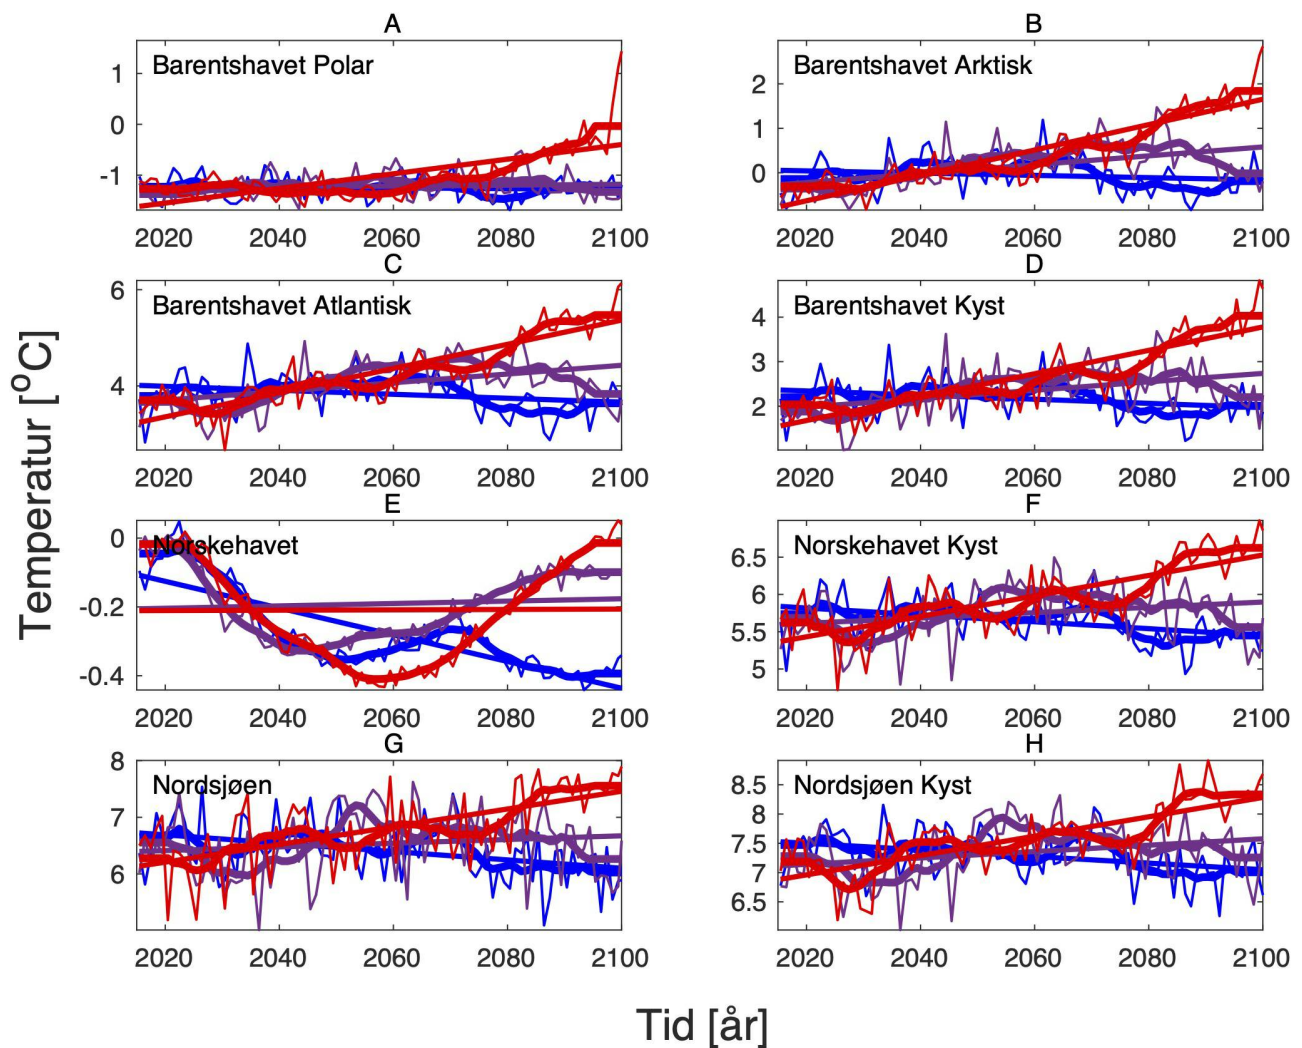 A
Barentshavet Polar
1
0
-1
2020 2040 2060 2080 2100
B
Barentshavet Arktisk
2
1
0
2020 2040 2060 2080 2100
C
Barentshavet Atlantisk
6
4
2020 2040 2060 2080 2100
D
Barentshavet Kyst
4
3
2
2020 2040 2060 2080 2100
E
Norskehavet
0
-0.2
-0.4
2020 2040 2060 2080 2100
F
Norskehavet Kyst
6.5
6
5.5
5
2020 2040 2060 2080 2100
G
Nordsjøen
8
7
6
2020 2040 2060 2080 2100
H
Nordsjøen Kyst
8.5
8
7.5
7
6.5
2020 2040 2060 2080 2100
Temperatur [°C]
Tid [år]